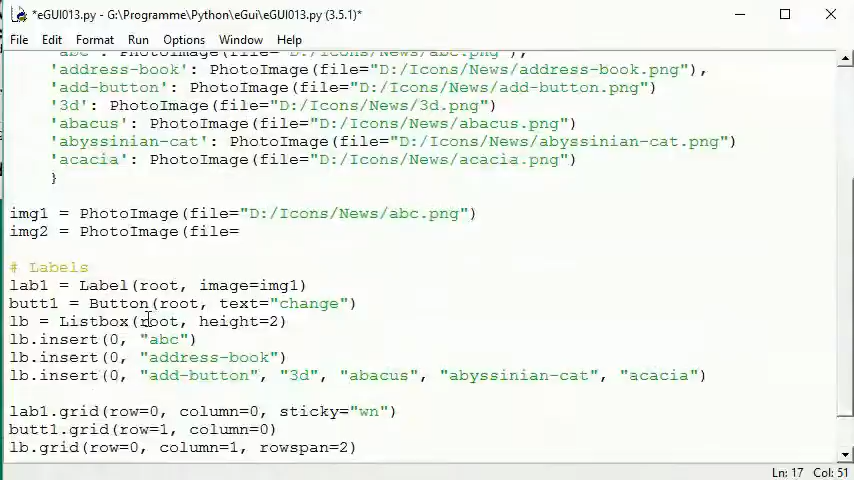 *eGUI013.py - G:\Programme\Python\eGui\eGUI013.py (3.5.1)*
File Edit Format Run Options Window Help
'abc': PhotoImage(file="D:/Icons/News/abc.png"),
'address-book': PhotoImage(file="D:/Icons/News/address-book.png"),
'add-button': PhotoImage(file="D:/Icons/News/add-button.png")
'3d': PhotoImage(file="D:/Icons/News/3d.png")
'abacus': PhotoImage(file="D:/Icons/News/abacus.png")
'abyssinian-cat': PhotoImage(file="D:/Icons/News/abyssinian-cat.png")
'acacia': PhotoImage(file="D:/Icons/News/acacia.png")
}
img1 = PhotoImage(file="D:/Icons/News/abc.png")
img2 = PhotoImage(file=
# Labels
lab1 = Label(root, image=img1)
butt1 = Button(root, text="change")
lb = Listbox(root, height=2)
lb.insert(0, "abc")
lb.insert(0, "address-book")
lb.insert(0, "add-button", "3d", "abacus", "abyssinian-cat", "acacia")
lab1.grid(row=0, column=0, sticky="wn")
butt1.grid(row=1, column=0)
lb.grid(row=0, column=1, rowspan=2)
Ln: 17 Col: 51